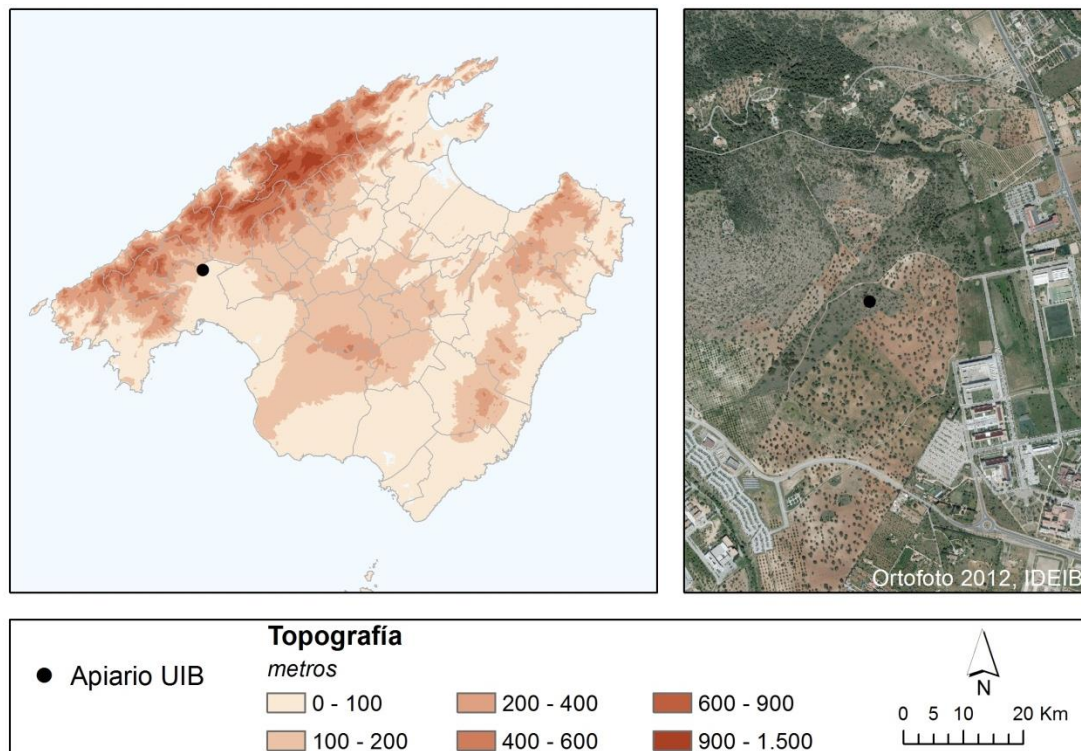 Ortofoto 2012, IDEIB
Topografía
metros
Apiario UIB
0 - 100
200 - 400
600 - 900
100 - 200
400 - 600
900 - 1.500
N
0 5 10 20 Km